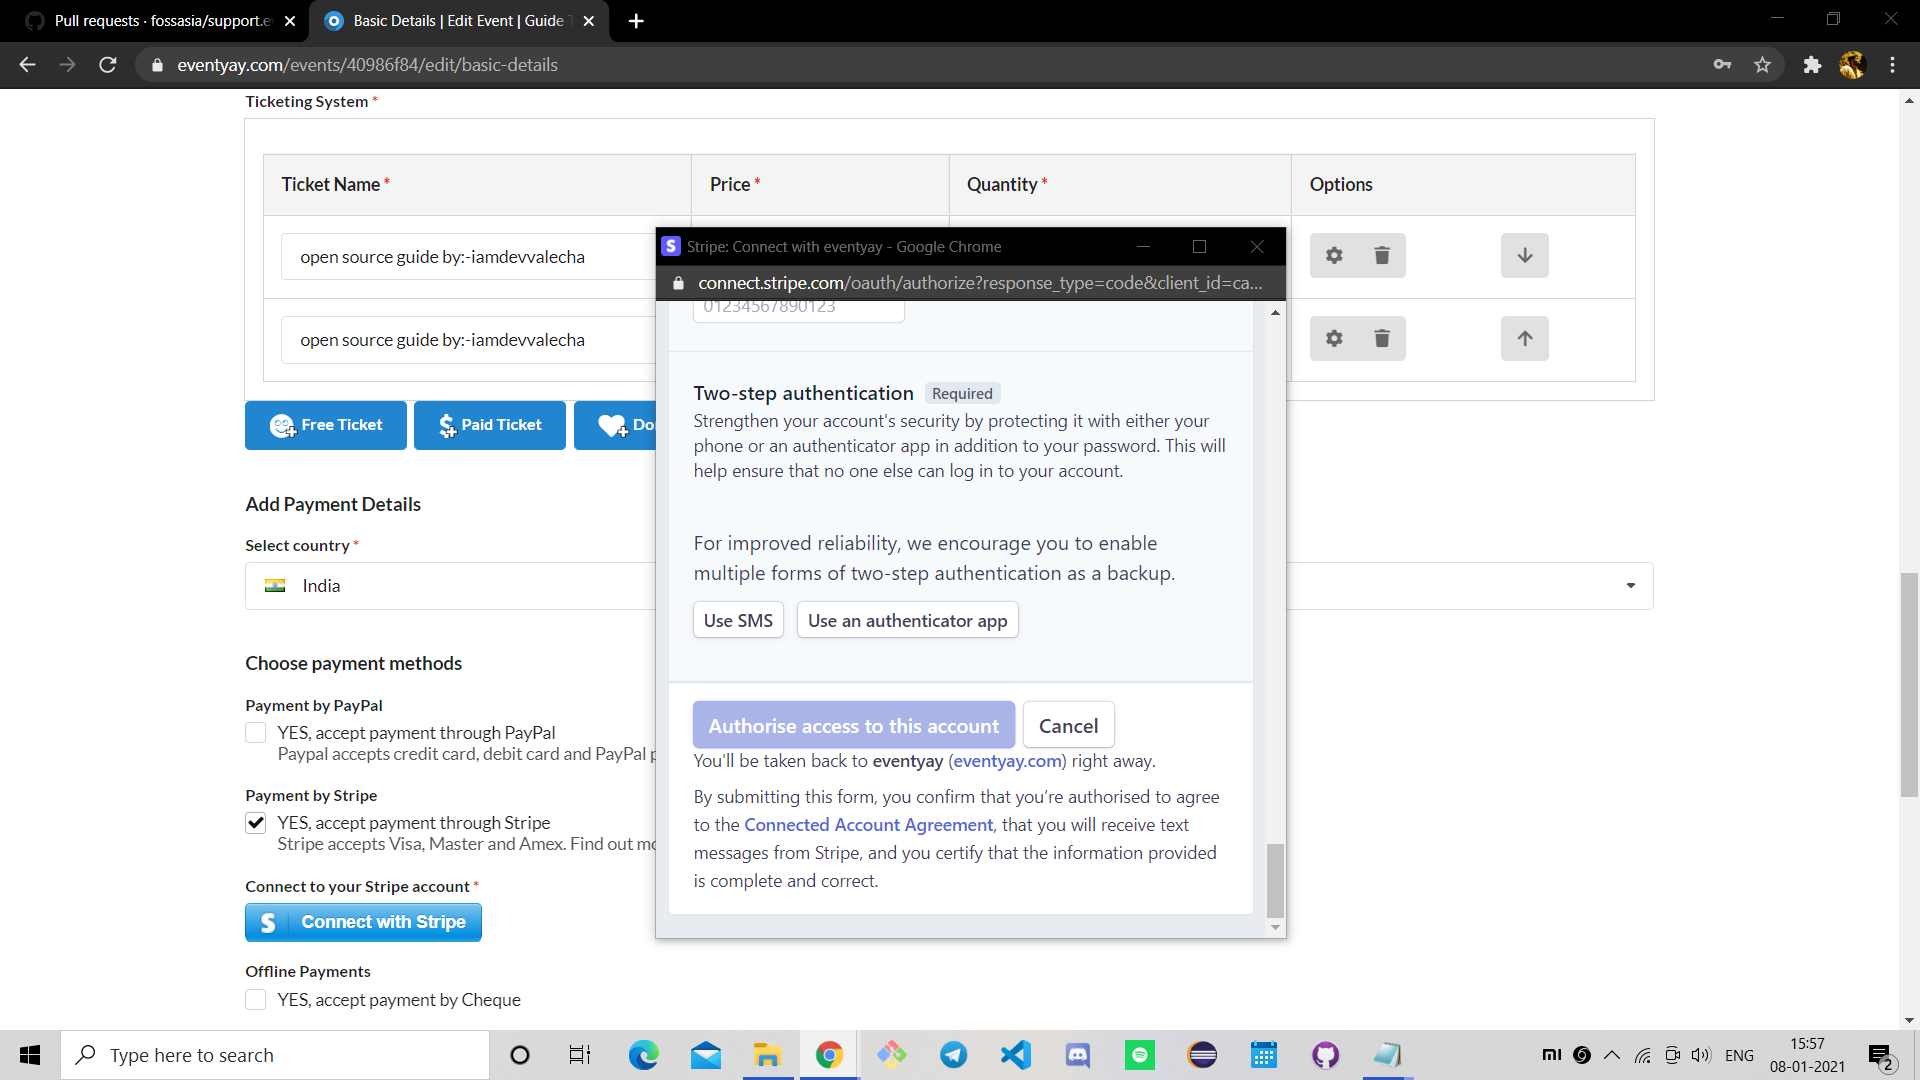 Pull requests · fossasia/support.e
Basic Details | Edit Event | Guide
eventyay.com/events/40986f84/edit/basic-details
Ticketing System *
Ticket Name * Price * Quantity * Options
open source guide by:-iamdevvalecha
open source guide by:-iamdevvalecha
Free Ticket Paid Ticket Do
Add Payment Details
Select country *
India
Choose payment methods
Payment by PayPal
YES, accept payment through PayPal
Paypal accepts credit card, debit card and PayPal
Payment by Stripe
YES, accept payment through Stripe
Stripe accepts Visa, Master and Amex. Find out mo
Connect to your Stripe account *
S Connect with Stripe
Offline Payments
YES, accept payment by Cheque
S Stripe: Connect with eventyay - Google Chrome
connect.stripe.com/oauth/authorize?response_type=code&client_id=ca...
01234567890123
Two-step authentication Required
Strengthen your account's security by protecting it with either your
phone or an authenticator app in addition to your password. This will
help ensure that no one else can log in to your account.
For improved reliability, we encourage you to enable
multiple forms of two-step authentication as a backup.
Use SMS Use an authenticator app
Authorise access to this account Cancel
You'll be taken back to eventyay (eventyay.com) right away.
By submitting this form, you confirm that you’re authorised to agree
to the Connected Account Agreement, that you will receive text
messages from Stripe, and you certify that the information provided
is complete and correct.
Type here to search
ENG
15:57
08-01-2021
2